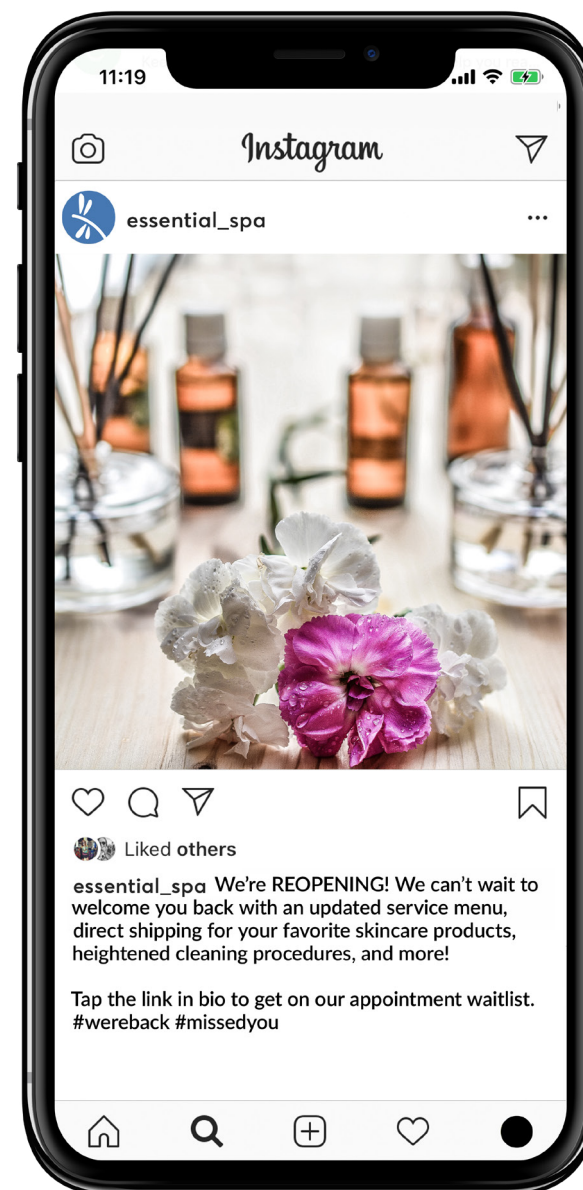 11:19
Instagram
essential_spa
Liked others
essential_spa We're REOPENING! We can't wait to
welcome you back with an updated service menu,
direct shipping for your favorite skincare products,
heightened cleaning procedures, and more!
Tap the link in bio to get on our appointment waitlist.
#wereback #missedyou